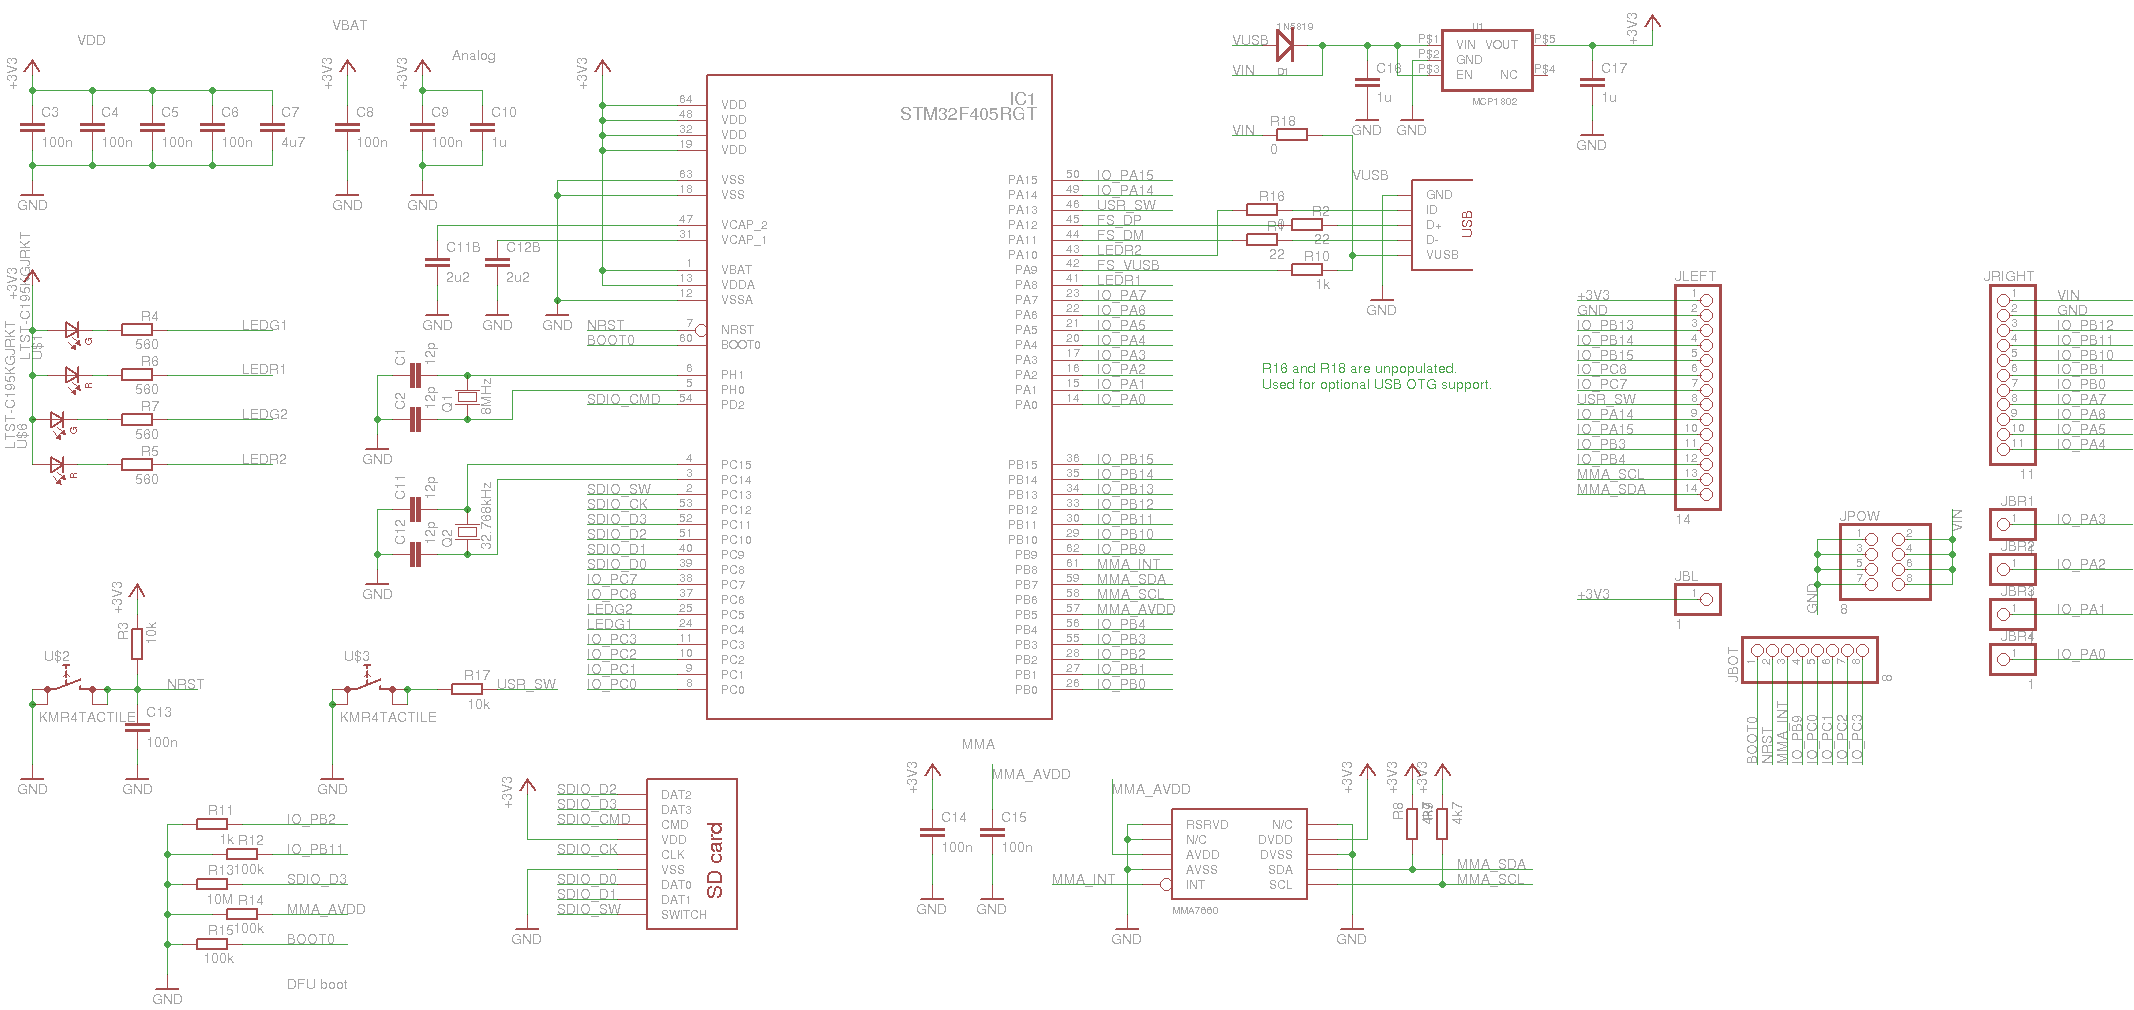 VDD
+3V3
C3
100n
C4
100n
C5
100n
C6
100n
C7
4u7
GND
VBAT
+3V3
C8
100n
GND
Analog
+3V3
C9
100n
C10
1u
GND
+3V3
IC1
STM32F405RGT
64 VDD
48 VDD
32 VDD
19 VDD
63 VSS
18 VSS
47 VCAP_2
31 VCAP_1
1 VBAT
13 VDDA
12 VSSA
NRST 7 NRST
BOOT0 60 BOOT0
6 PH1
5 PH0
SDIO_CMD 54 PD2
4 PC15
3 PC14
SDIO_SW 2 PC13
SDIO_CK 53 PC12
SDIO_D3 52 PC11
SDIO_D2 51 PC10
SDIO_D1 40 PC9
SDIO_D0 39 PC8
IO_PC7 38 PC7
IO_PC6 37 PC6
LEDG2 25 PC5
LEDG1 24 PC4
IO_PC3 11 PC3
IO_PC2 10 PC2
IO_PC1 9 PC1
IO_PC0 8 PC0
PA15 50 IO_PA15
PA14 49 IO_PA14
PA13 46 USR_SW
PA12 45 FS_DP
PA11 44 FS_DM
PA10 43 LEDR2
PA9 42 FS_VUSB
PA8 41 LEDR1
PA7 23 IO_PA7
PA6 22 IO_PA6
PA5 21 IO_PA5
PA4 20 IO_PA4
PA3 17 IO_PA3
PA2 16 IO_PA2
PA1 15 IO_PA1
PA0 14 IO_PA0
PB15 36 IO_PB15
PB14 35 IO_PB14
PB13 34 IO_PB13
PB12 33 IO_PB12
PB11 30 IO_PB11
PB10 29 IO_PB10
PB9 62 IO_PB9
PB8 61 MMA_INT
PB7 59 MMA_SDA
PB6 58 MMA_SCL
PB5 57 MMA_AVDD
PB4 56 IO_PB4
PB3 55 IO_PB3
PB2 28 IO_PB2
PB1 27 IO_PB1
PB0 26 IO_PB0
C11B
2u2
GND
C12B
2u2
GND
GND
C1
12p
C2
12p
Q1
8MHz
GND
C11
12p
C12
12p
Q2
32.768kHz
GND
+3V3
LTST-C195KGJRKT
U$1
LTST-C195KGJRKT
U$6
G
R4
560
LEDG1
R
R6
560
LEDR1
G
R7
560
LEDG2
R
R5
560
LEDR2
+3V3
R3
10k
U$2
KMR4TACTILE
NRST
C13
100n
GND
GND
U$3
KMR4TACTILE
R17
10k
USR_SW
GND
R11
1k
IO_PB2
R12
100k
IO_PB11
R13
10M
SDIO_D3
R14
100k
MMA_AVDD
R15
100k
BOOT0
GND
DFU boot
+3V3
SDIO_D2 DAT2
SDIO_D3 DAT3
SDIO_CMD CMD
VDD
SDIO_CK CLK
VSS
SDIO_D0 DAT0
SDIO_D1 DAT1
SDIO_SW SWITCH
SD card
GND
MMA
+3V3
C14
100n
GND
MMA_AVDD
C15
100n
GND
MMA_AVDD
RSRVD
N/C
AVDD
AVSS
MMA_INT INT
N/C
DVDD
DVSS
SDA
SCL
MMA7660
GND
GND
+3V3
+3V3
+3V3
R8
4k7
MMA_SDA
MMA_SCL
VUSB
VIN
1N5819
D1
C16
1u
GND
GND
U1
P$1 VIN
P$2 GND
P$3 EN
VOUT P$5
NC P$4
MCP1802
C17
1u
GND
+3V3
VIN
R18
0
VUSB
R16
R2
22
22
R10
1k
GND
ID
D+
D-
VUSB
USB
GND
R16 and R18 are unpopulated.
Used for optional USB OTG support.
JLEFT
+3V3 1
GND 2
IO_PB13 3
IO_PB14 4
IO_PB15 5
IO_PC6 6
IO_PC7 7
USR_SW 8
IO_PA14 9
IO_PA15 10
IO_PB3 11
IO_PB4 12
MMA_SCL 13
MMA_SDA 14
14
JRIGHT
1 VIN
2 GND
3 IO_PB12
4 IO_PB11
5 IO_PB10
6 IO_PB1
7 IO_PB0
8 IO_PA7
9 IO_PA6
10 IO_PA5
11 IO_PA4
11
JPOW
1 2
3 4
5 6
7 8
8
GND
VIN
JBR1
1 IO_PA3
JBR2
1 IO_PA2
JBR3
1 IO_PA1
JBR4
1 IO_PA0
1
JBL
+3V3 1
1
JBOT
8
1 BOOT0
2 NRST
3 MMA_INT
4 IO_PB9
5 IO_PC0
6 IO_PC1
7 IO_PC2
8 IO_PC3